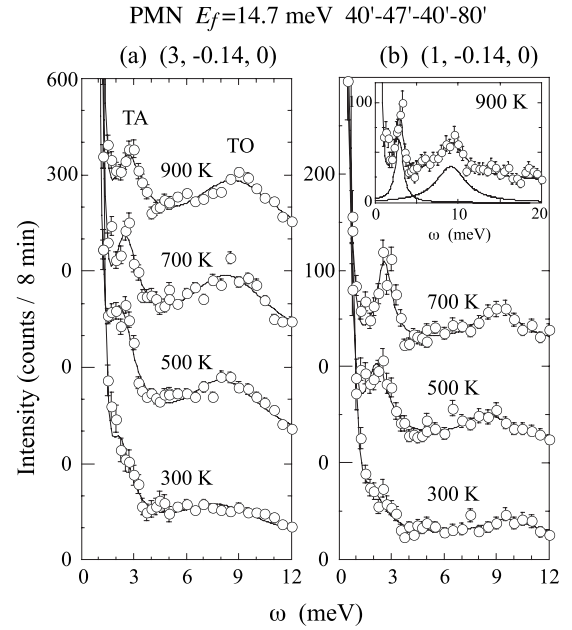 PMN E_f=14.7 meV 40'-47'-40'-80'
(a) (3, -0.14, 0)
(b) (1, -0.14, 0)
Intensity (counts / 8 min)
600
300
0
0
0
0
TA
TO
900 K
700 K
500 K
300 K
0 3 6 9 12
200
100
0
0
0
100
0
900 K
0 10 20
ω (meV)
700 K
500 K
300 K
0 3 6 9 12
ω (meV)